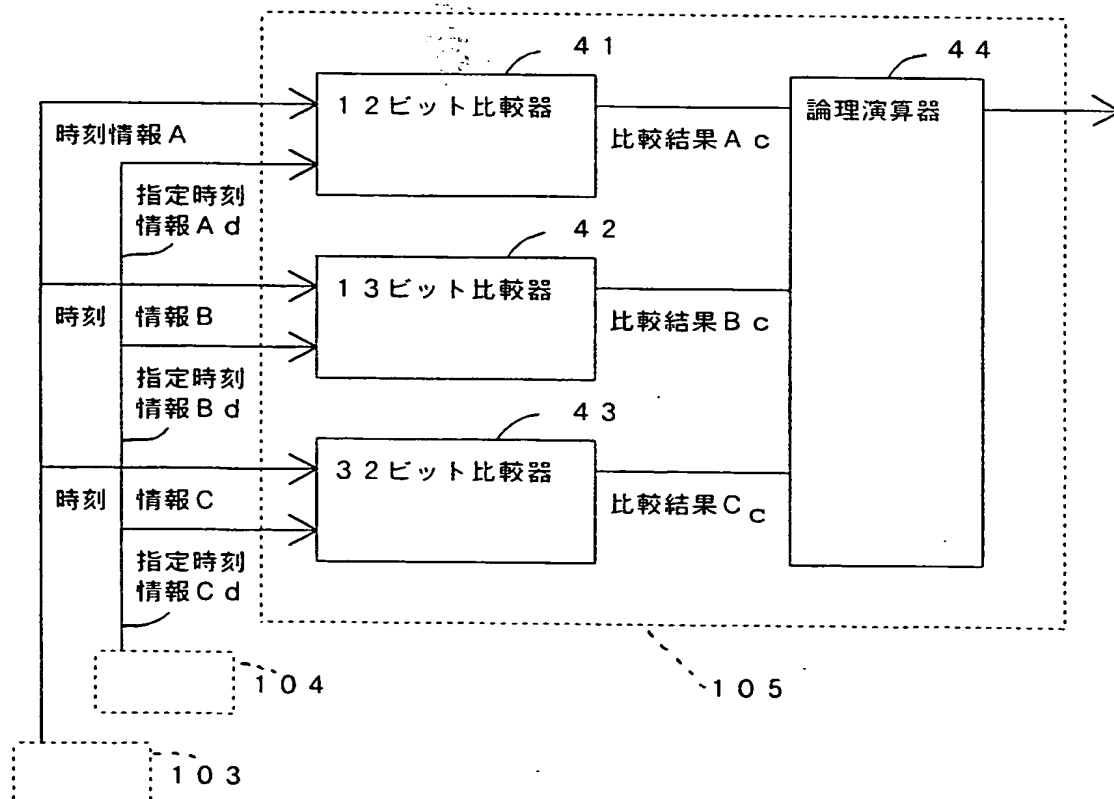 ４１
４４
１２ビット比較器
論理演算器
時刻情報Ａ
比較結果Ａｃ
指定時刻
情報Ａｄ
４２
１３ビット比較器
時刻 情報Ｂ
比較結果Ｂｃ
指定時刻
情報Ｂｄ
４３
３２ビット比較器
時刻 情報Ｃ
比較結果Ｃｃ
指定時刻
情報Ｃｄ
１０４
１０５
１０３